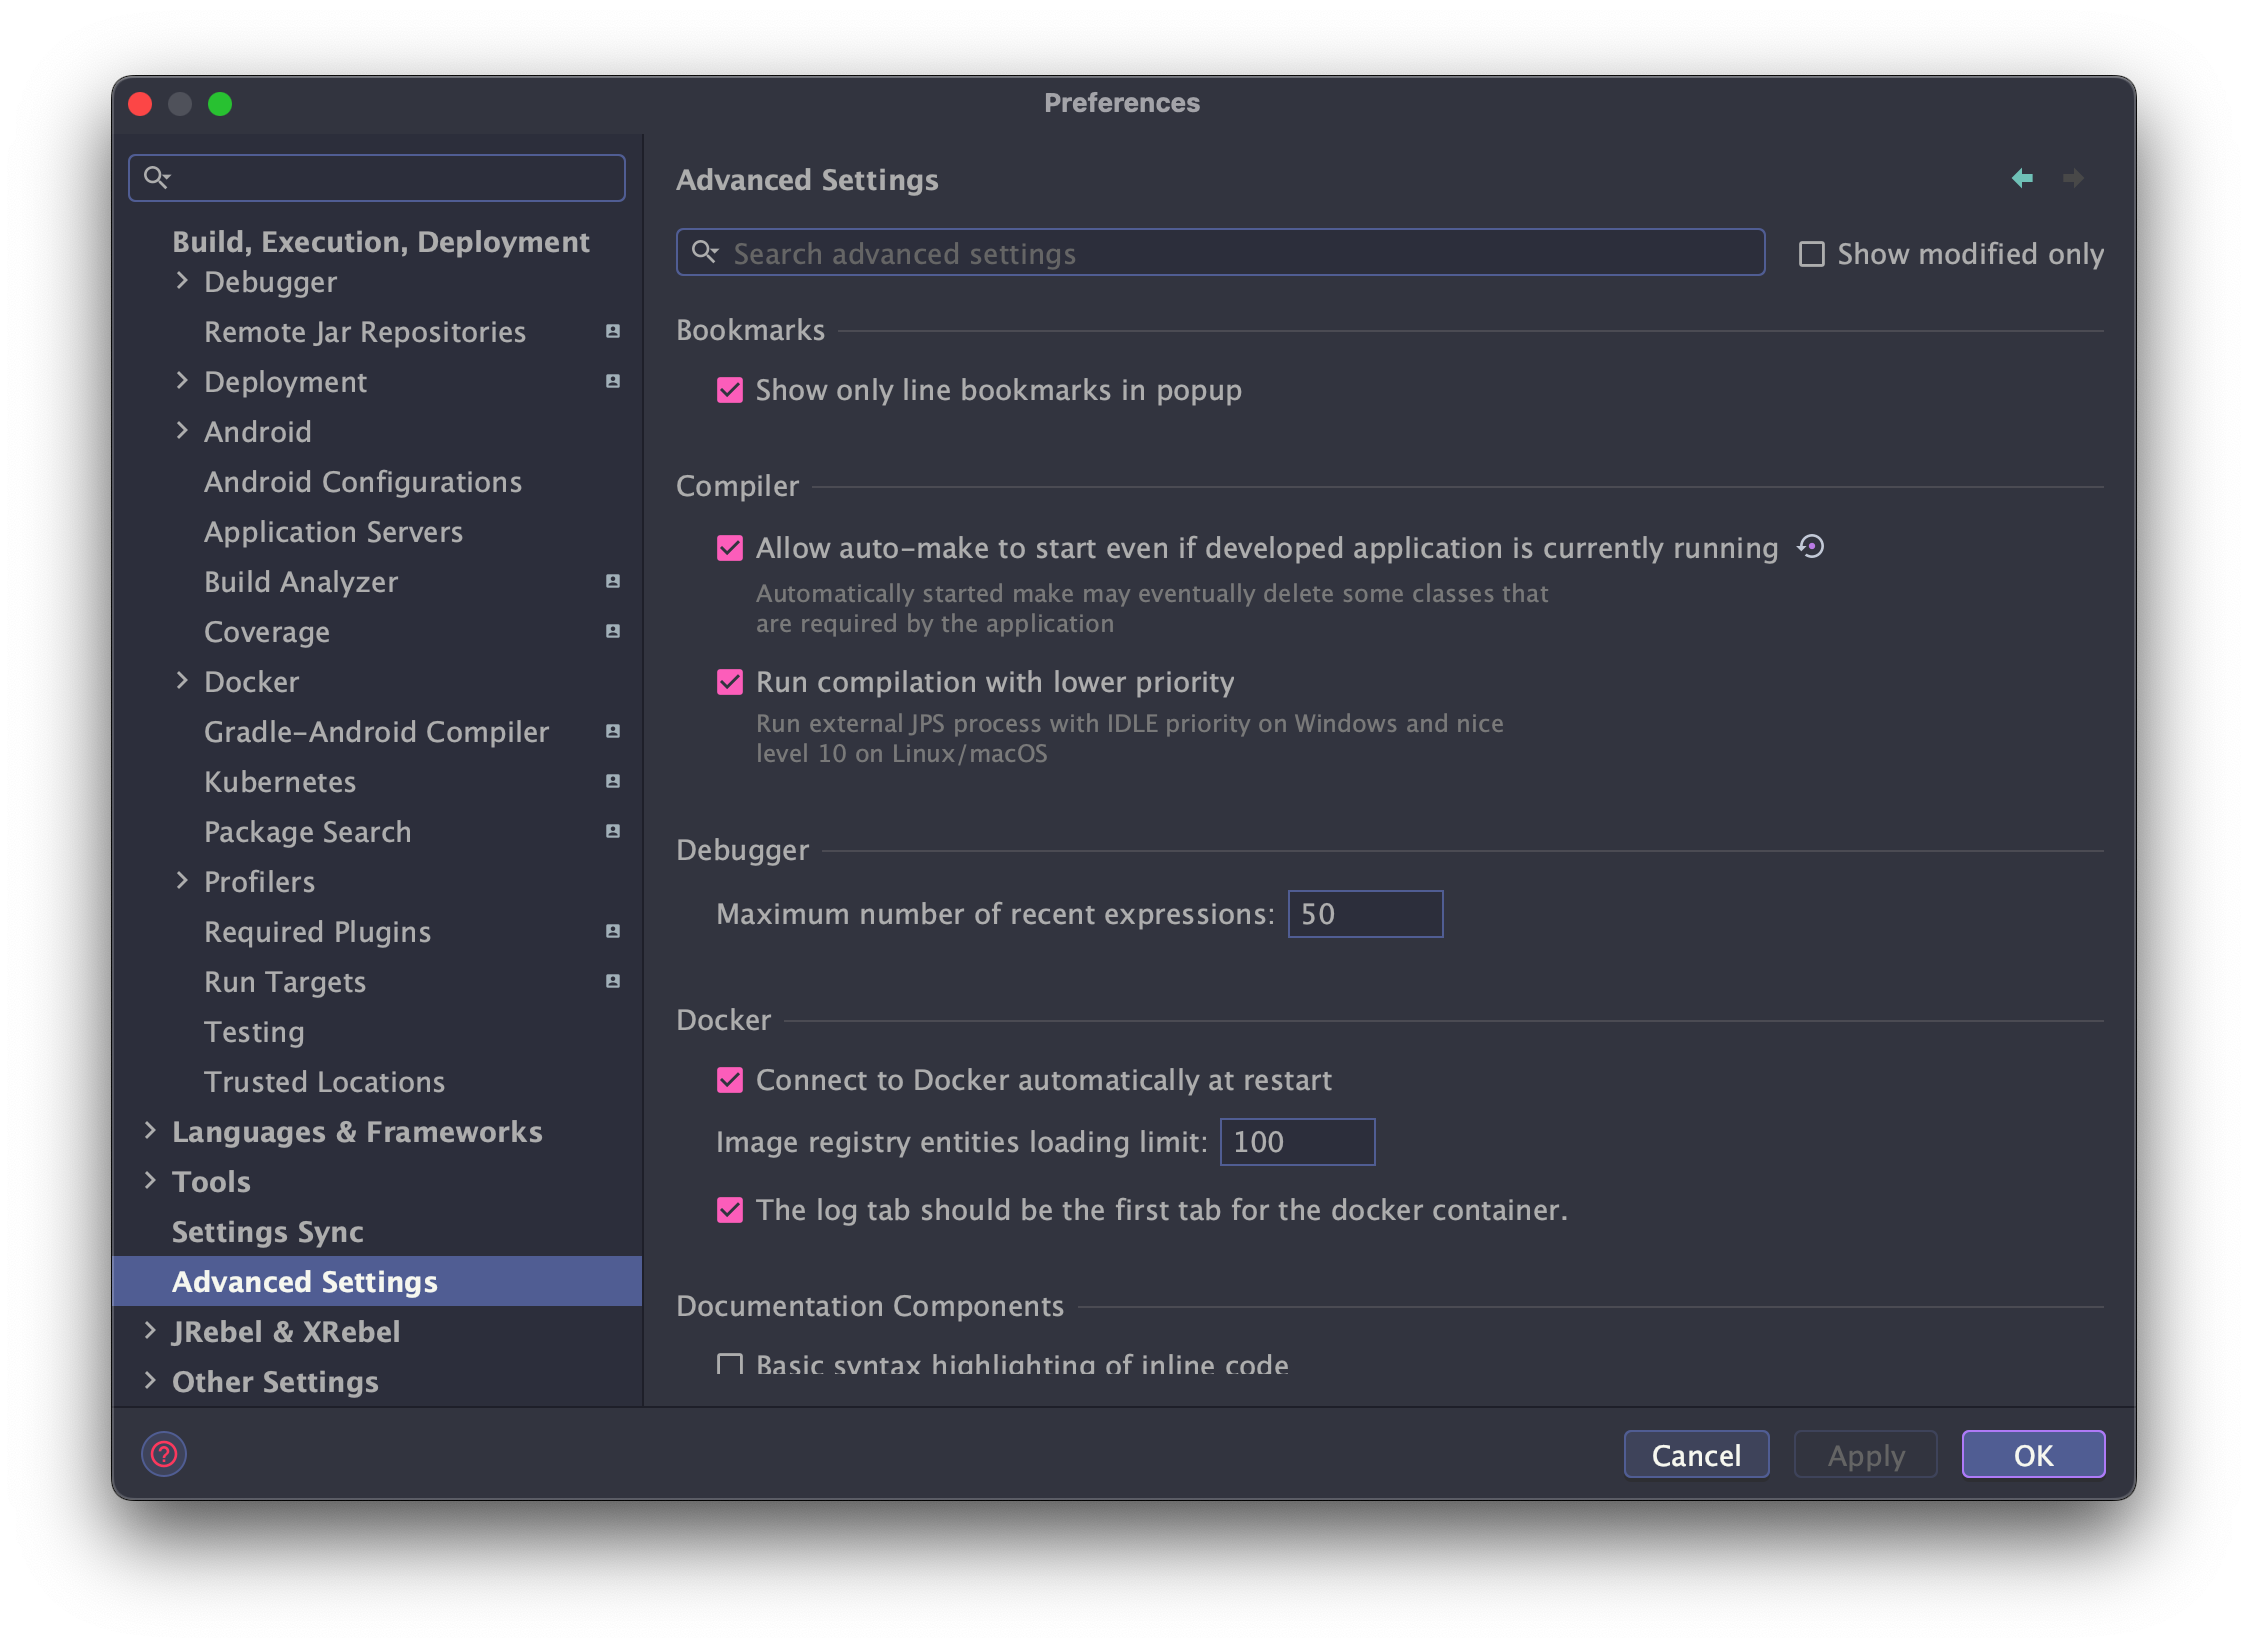 Preferences
Build, Execution, Deployment
Debugger
Remote Jar Repositories
Deployment
Android
Android Configurations
Application Servers
Build Analyzer
Coverage
Docker
Gradle-Android Compiler
Kubernetes
Package Search
Profilers
Required Plugins
Run Targets
Testing
Trusted Locations
Languages & Frameworks
Tools
Settings Sync
Advanced Settings
JRebel & XRebel
Other Settings
Advanced Settings
Search advanced settings
Show modified only
Bookmarks
Show only line bookmarks in popup
Compiler
Allow auto-make to start even if developed application is currently running
Automatically started make may eventually delete some classes that
are required by the application
Run compilation with lower priority
Run external JPS process with IDLE priority on Windows and nice
level 10 on Linux/macOS
Debugger
Maximum number of recent expressions: 50
Docker
Connect to Docker automatically at restart
Image registry entities loading limit: 100
The log tab should be the first tab for the docker container.
Documentation Components
Basic syntax highlighting of inline code
?
Cancel
Apply
OK